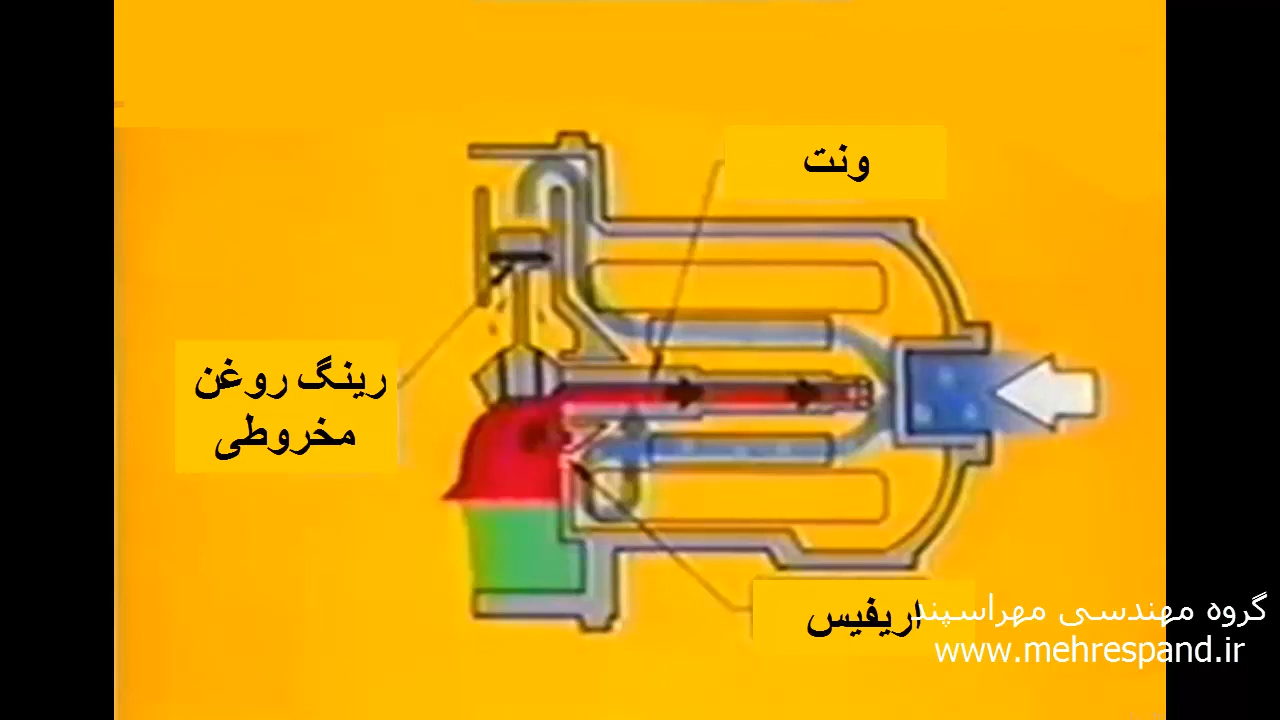 ونت
رینگ روغن
مخروطی
اریفیس
گروه مهندسی مهراسپند
www.mehrespand.ir